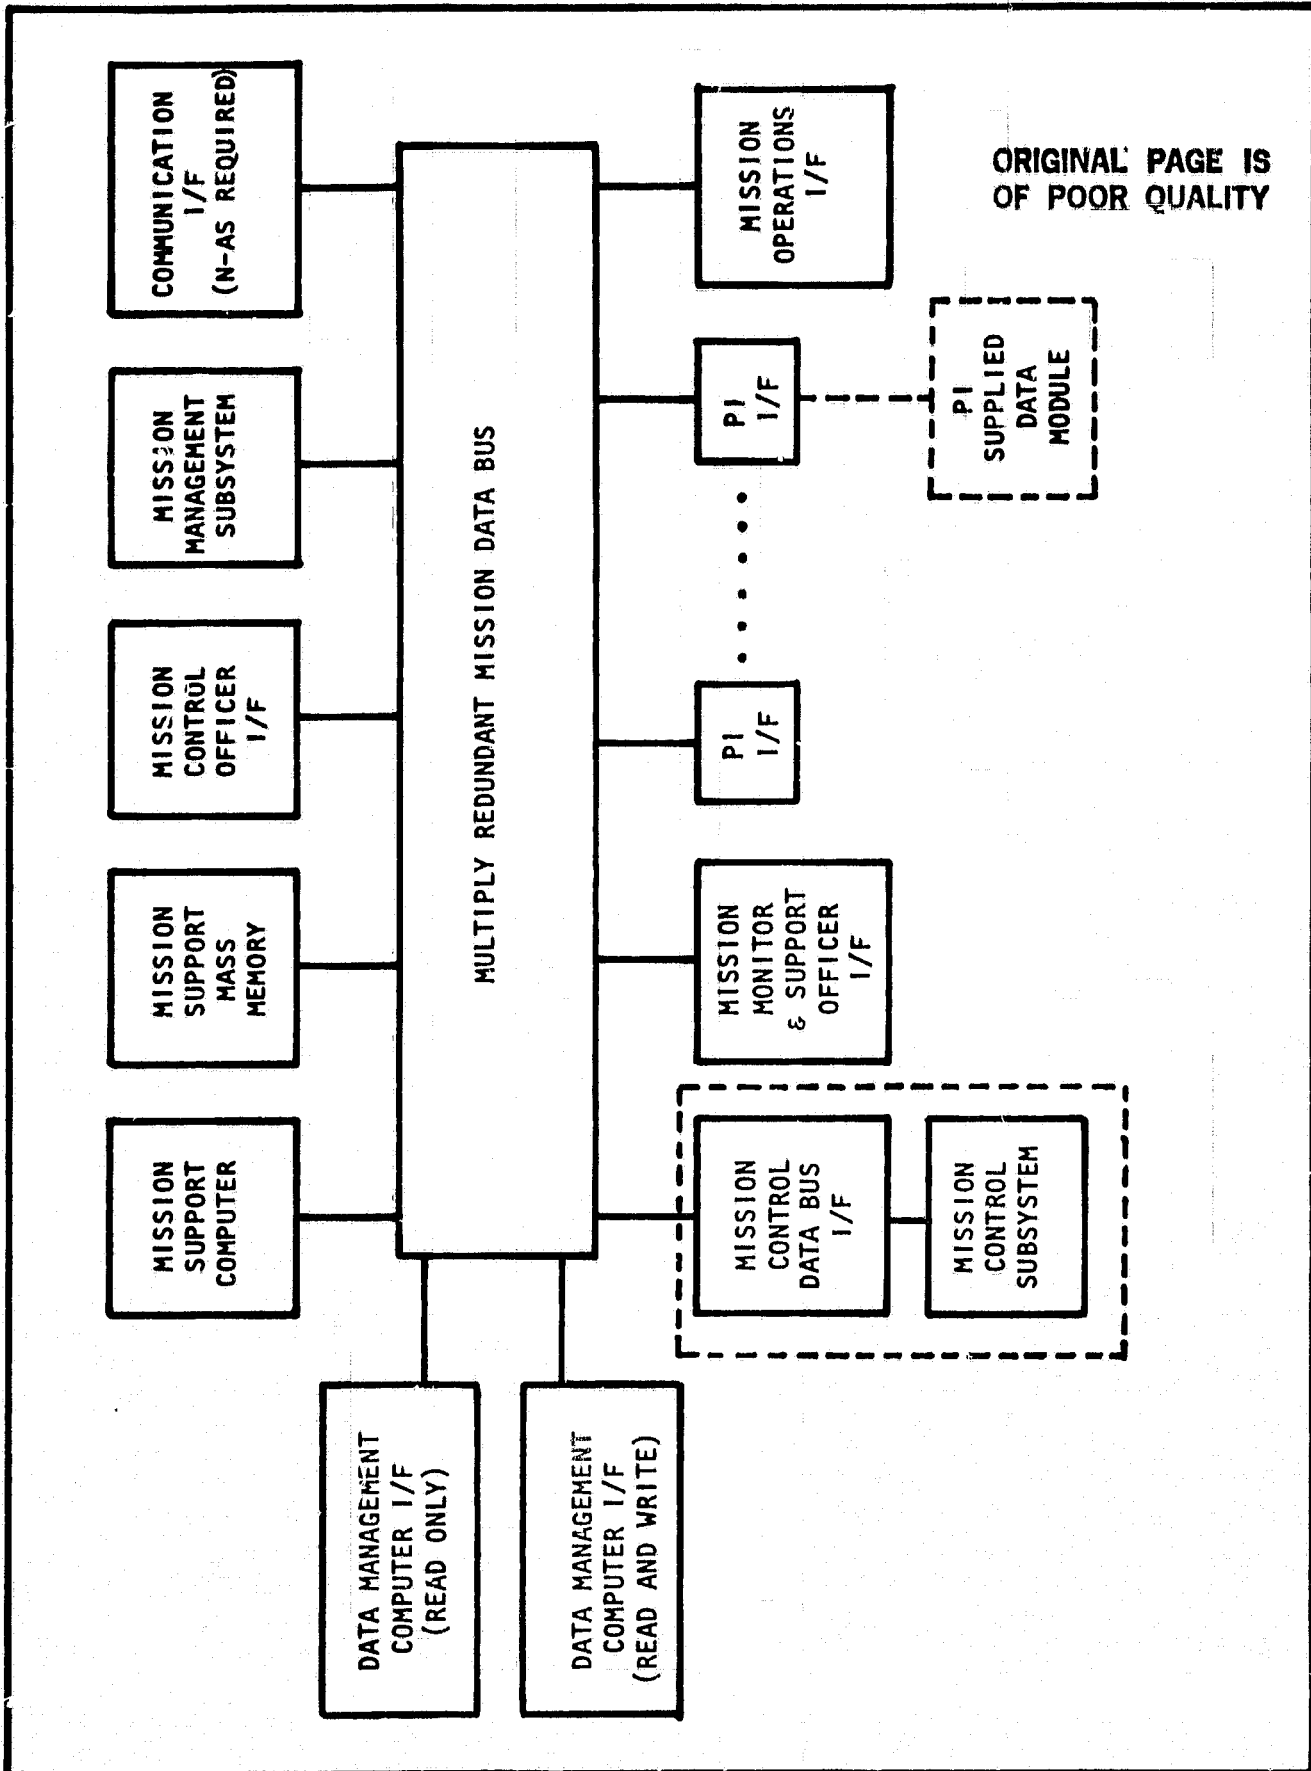 MISSION
SUPPORT
COMPUTER
MISSION
SUPPORT
MASS
MEMORY
MISSION
CONTROL
OFFICER
I/F
MISSION
MANAGEMENT
SUBSYSTEM
COMMUNICATION
I/F
(N-AS REQUIRED)
DATA MANAGEMENT
COMPUTER I/F
(READ ONLY)
DATA MANAGEMENT
COMPUTER I/F
(READ AND WRITE)
MULTIPLY REDUNDANT MISSION DATA BUS
MISSION
CONTROL
DATA BUS
I/F
MISSION
CONTROL
SUBSYSTEM
MISSION
MONITOR
& SUPPORT
OFFICER
I/F
PI
I/F
PI
I/F
PI
SUPPLIED
DATA
MODULE
MISSION
OPERATIONS
I/F
ORIGINAL PAGE IS
OF POOR QUALITY